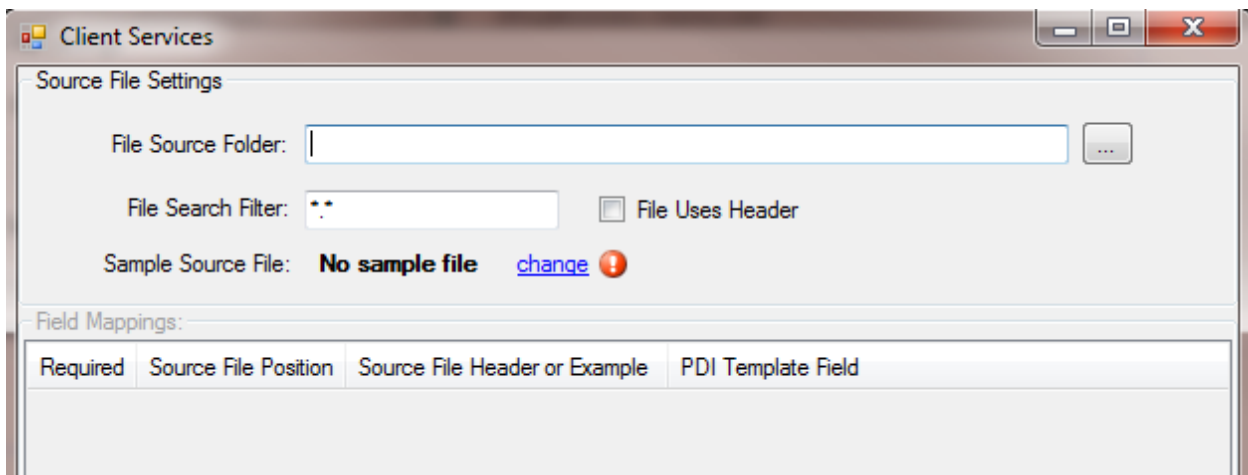 Client Services
Source File Settings
File Source Folder: ...
File Search Filter: *.* File Uses Header
Sample Source File: No sample file change
Field Mappings:
Required Source File Position Source File Header or Example PDI Template Field